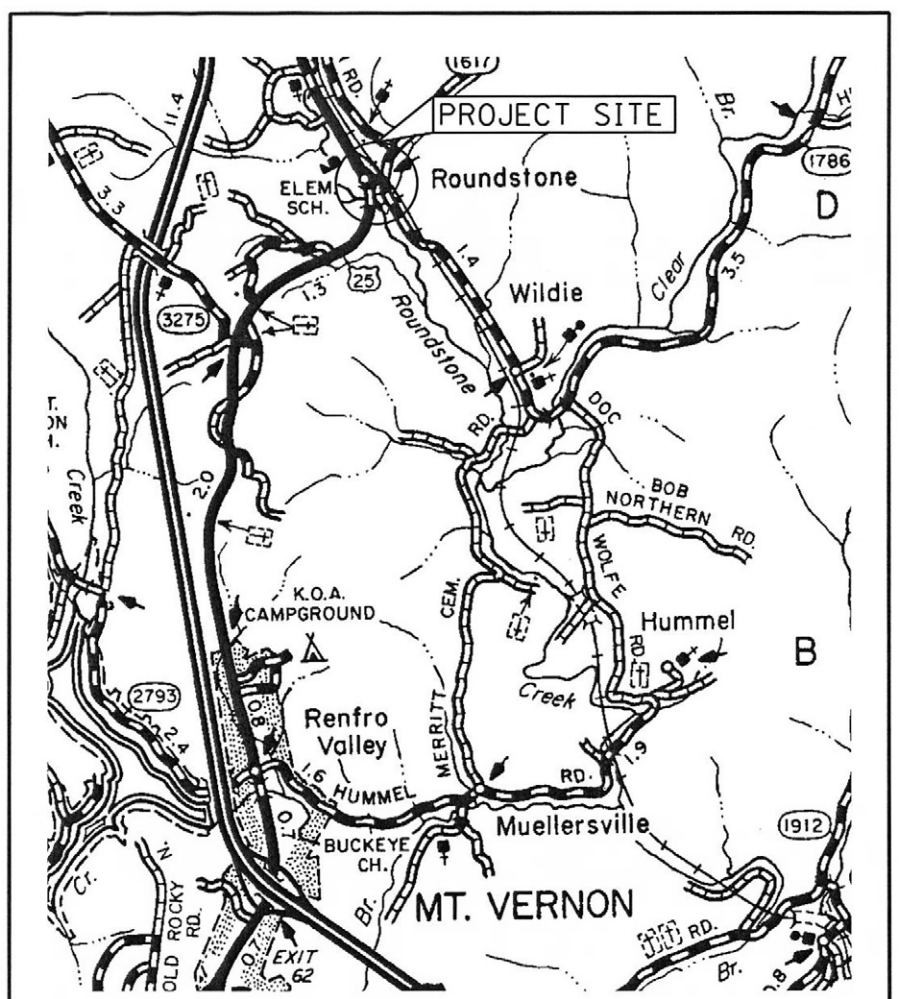 1617
RD.
11.4
PROJECT SITE
Br.
1786
Roundstone
ELEM.
SCH.
D
3.3
1.4
3.5
Clear
25
1.3
Wildie
3275
Roundstone
RD.
DOC
Creek
2.0
BOB
NORTHERN
RD.
WOLFE
K.O.A.
CAMPGROUND
CEM.
Hummel
RD.
B
2793
Creek
0.8
Renfro
Valley
MERRITT
2.4
1.6
HUMMEL
RD.
1.9
0.7
Muellersville
1912
BUCKEYE
CH.
Cr.
N
OLD ROCKY
RD.
Br.
MT. VERNON
RD.
Br.
0.7
EXIT
62
0.8